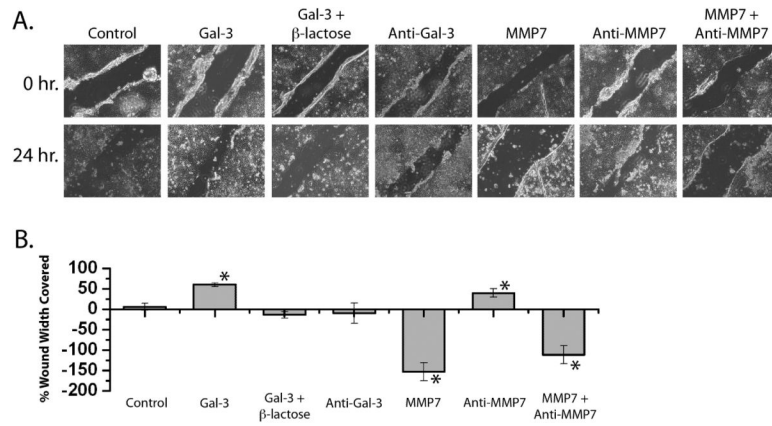 A.
Control
Gal-3
Gal-3 +
β-lactose
Anti-Gal-3
MMP7
Anti-MMP7
MMP7 +
Anti-MMP7
0 hr.
24 hr.
B.
% Wound Width Covered
100
50
0
-50
-100
-150
-200
*
*
*
*
Control
Gal-3
Gal-3 +
β-lactose
Anti-Gal-3
MMP7
Anti-MMP7
MMP7 +
Anti-MMP7